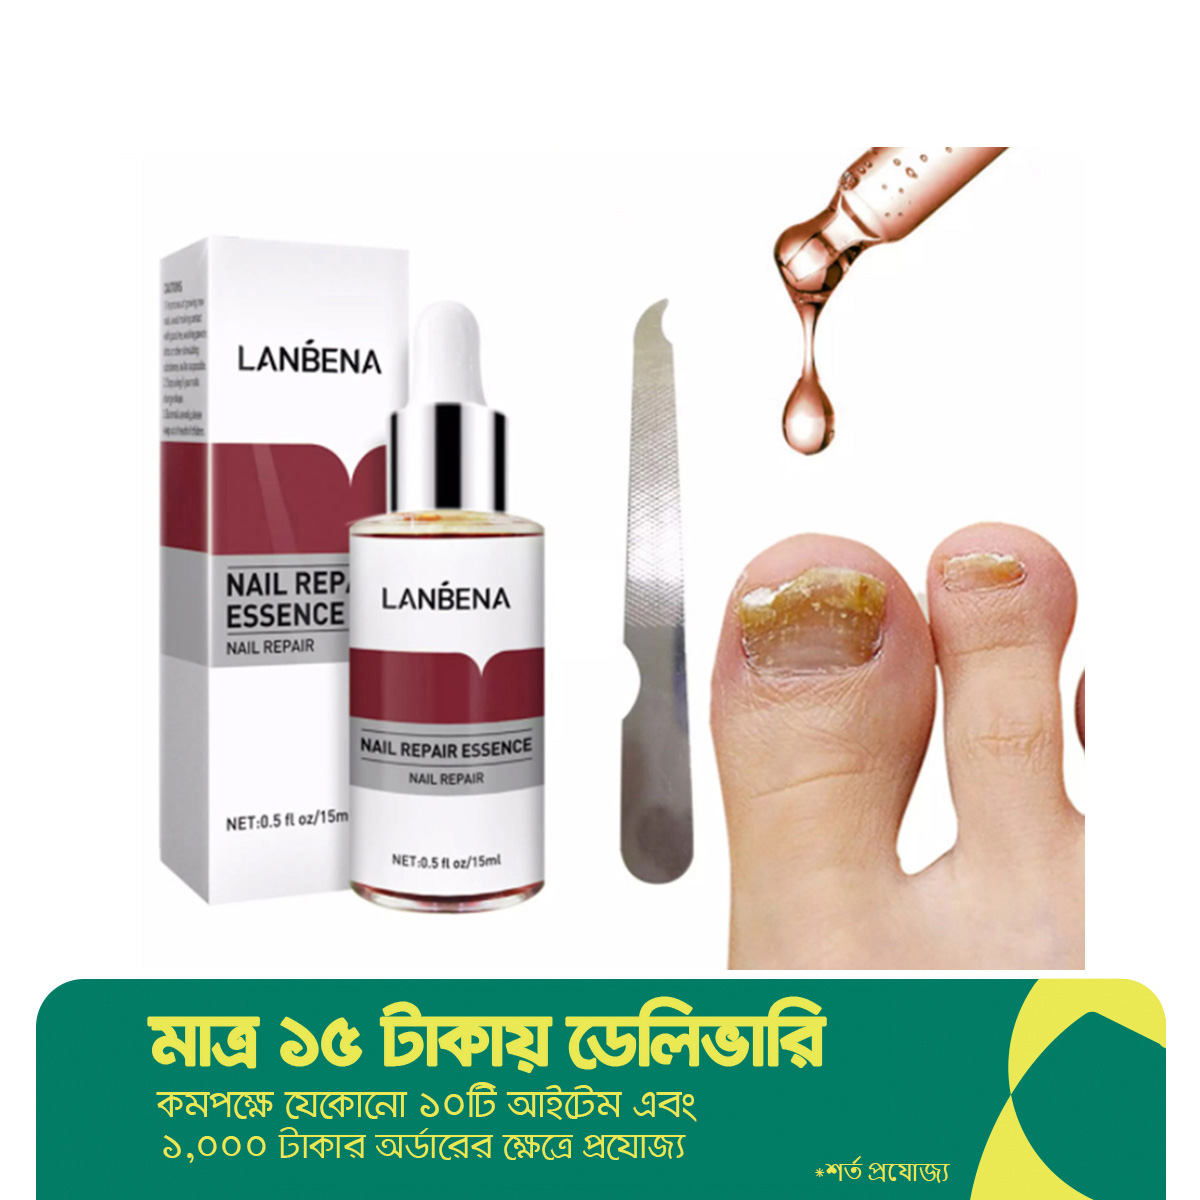 CAUTIONS
LANBENA
NAIL REPA
ESSENCE
NAIL REPAIR
NET:0.5 fl oz/15m
LANBENA
NAIL REPAIR ESSENCE
NAIL REPAIR
NET:0.5 fl oz/15ml
মাত্র ১৫ টাকায় ডেলিভারি
কমপক্ষে যেকোনো ১০টি আইটেম এবং
১,০০০ টাকার অর্ডারের ক্ষেত্রে প্রযোজ্য
*শর্ত প্রযোজ্য